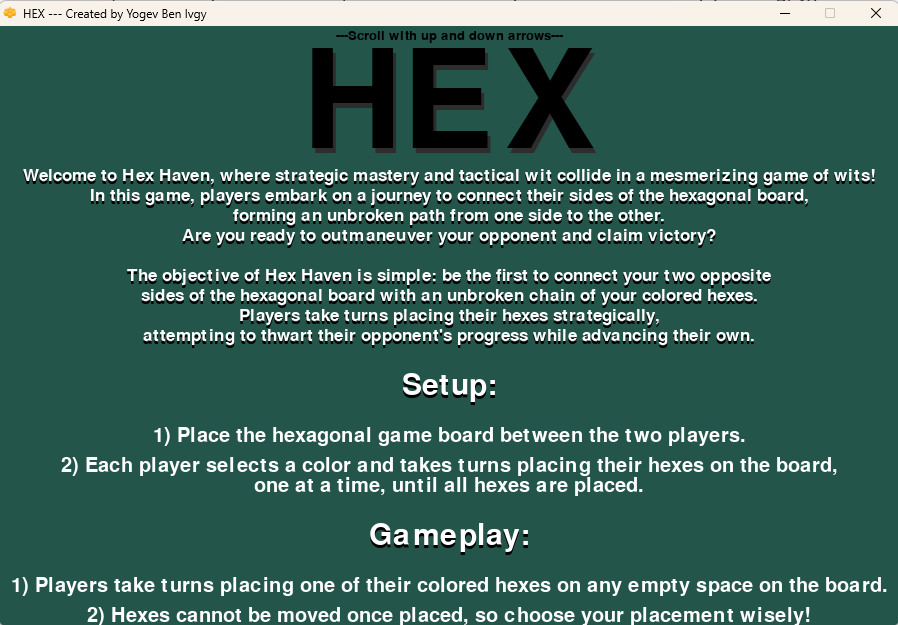 HEX --- Created by Yogev Ben Ivgy
---Scroll with up and down arrows---
HEX
Welcome to Hex Haven, where strategic mastery and tactical wit collide in a mesmerizing game of wits!
In this game, players embark on a journey to connect their sides of the hexagonal board,
forming an unbroken path from one side to the other.
Are you ready to outmaneuver your opponent and claim victory?
The objective of Hex Haven is simple: be the first to connect your two opposite
sides of the hexagonal board with an unbroken chain of your colored hexes.
Players take turns placing their hexes strategically,
attempting to thwart their opponent's progress while advancing their own.
Setup:
1) Place the hexagonal game board between the two players.
2) Each player selects a color and takes turns placing their hexes on the board,
one at a time, until all hexes are placed.
Gameplay:
1) Players take turns placing one of their colored hexes on any empty space on the board.
2) Hexes cannot be moved once placed, so choose your placement wisely!